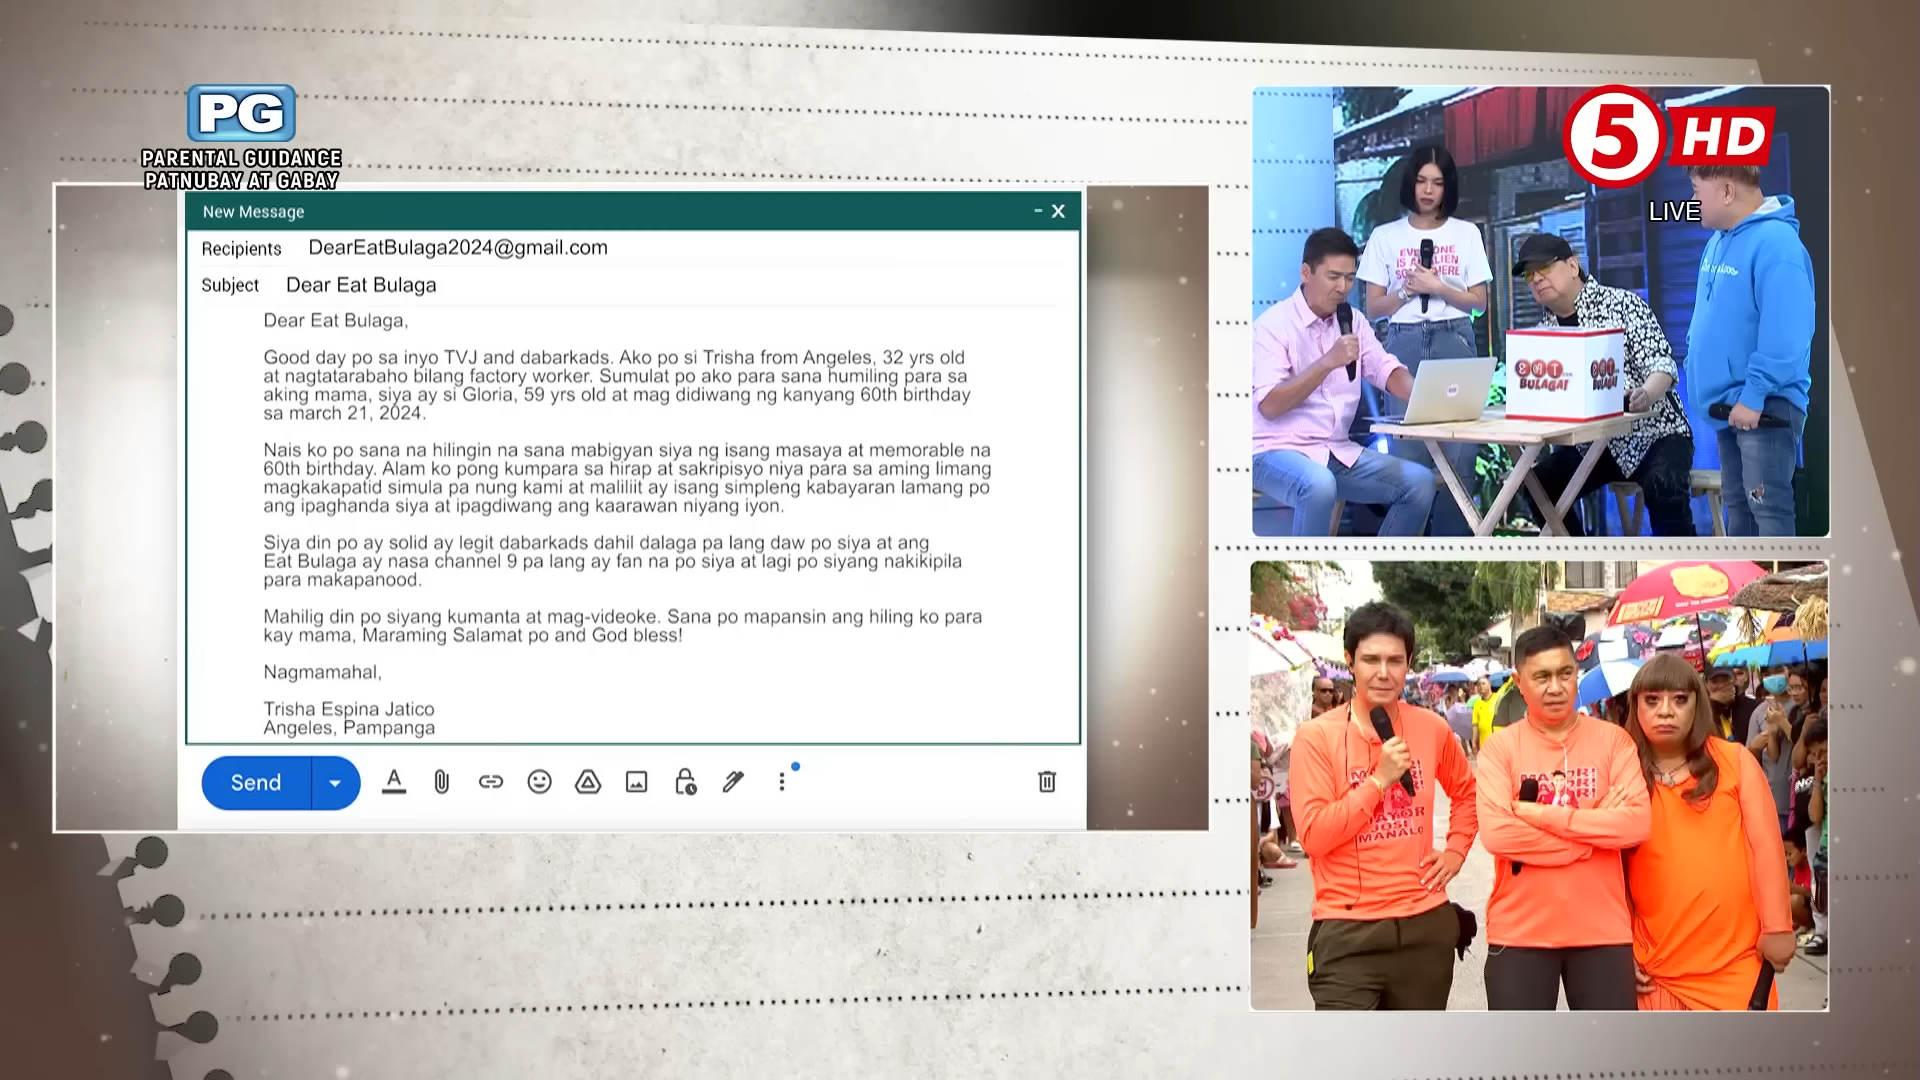 PG
PARENTAL GUIDANCE
PATNUBAY AT GABAY
5 HD
LIVE
New Message
Recipients DearEatBulaga2024@gmail.com
Subject Dear Eat Bulaga
Dear Eat Bulaga,
Good day po sa inyo TVJ and dabarkads. Ako po si Trisha from Angeles, 32 yrs old
at nagtatarabaho bilang factory worker. Sumulat po ako para sana humiling para sa
aking mama, siya ay si Gloria, 59 yrs old at mag didiwang ng kanyang 60th birthday
sa march 21, 2024.
Nais ko po sana na hilingin na sana mabigyan siya ng isang masaya at memorable na
60th birthday. Alam ko pong kumpara sa hirap at sakripisyo niya para sa aming limang
magkakapatid simula pa nung kami at maliliit ay isang simpleng kabayaran lamang po
ang ipaghanda siya at ipagdiwang ang kaarawan niyang iyon.
Siya din po ay solid ay legit dabarkads dahil dalaga pa lang daw po siya at ang
Eat Bulaga ay nasa channel 9 pa lang ay fan na po siya at lagi po siyang nakikipila
para makapanood.
Mahilig din po siyang kumanta at mag-videoke. Sana po mapansin ang hiling ko para
kay mama, Maraming Salamat po and God bless!
Nagmamahal,
Trisha Espina Jatico
Angeles, Pampanga
Send
EAT
BULAGA!
EAT
BULAGA!
JOSE
MANALO